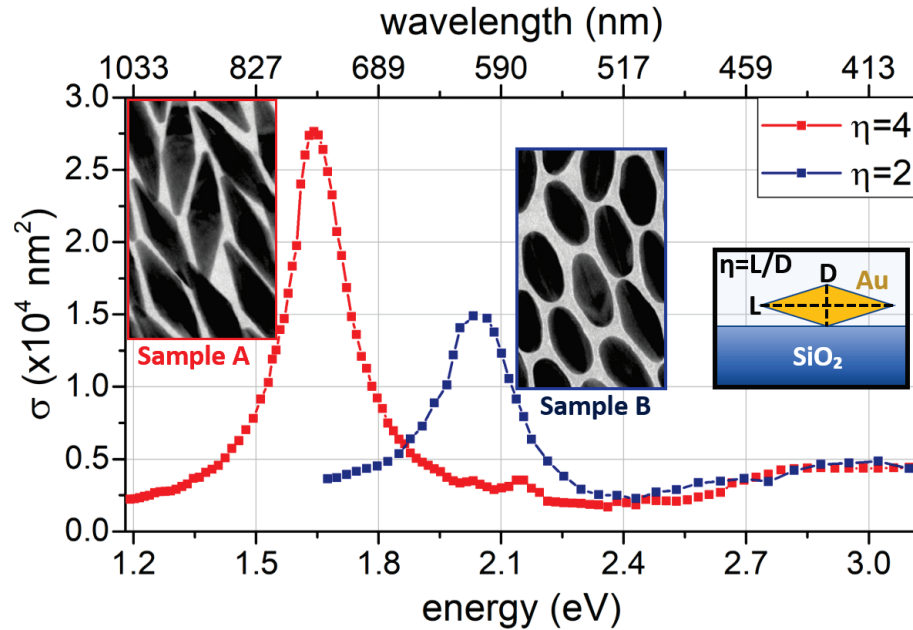 wavelength (nm)
1033 827 689 590 517 459 413
3.0
2.5
2.0
1.5
1.0
0.5
0.0
σ (x10⁴ nm²)
η=4
η=2
Sample A
Sample B
η=L/D
D
Au
L
SiO₂
1.2 1.5 1.8 2.1 2.4 2.7 3.0
energy (eV)